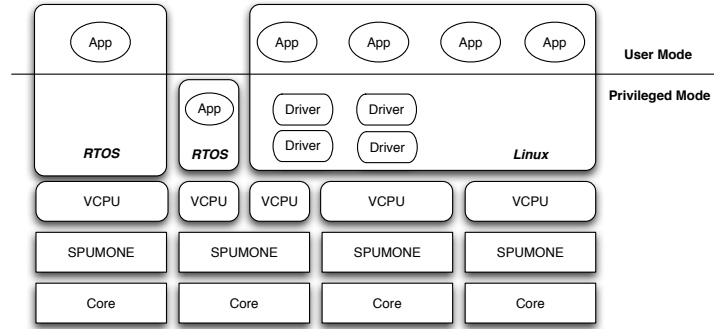 App
App
App
App
App
User Mode
App
Driver
Driver
Privileged Mode
Driver
Driver
RTOS
RTOS
Linux
VCPU
VCPU
VCPU
VCPU
VCPU
SPUMONE
SPUMONE
SPUMONE
SPUMONE
Core
Core
Core
Core